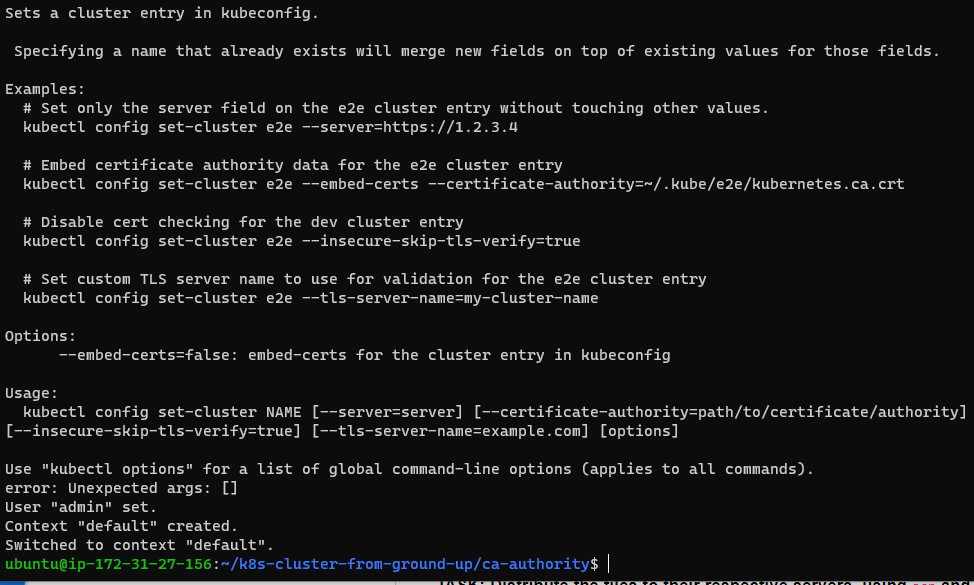 Sets a cluster entry in kubeconfig.
Specifying a name that already exists will merge new fields on top of existing values for those fields.
Examples:
# Set only the server field on the e2e cluster entry without touching other values.
kubectl config set-cluster e2e --server=https://1.2.3.4
# Embed certificate authority data for the e2e cluster entry
kubectl config set-cluster e2e --embed-certs --certificate-authority=~/.kube/e2e/kubernetes.ca.crt
# Disable cert checking for the dev cluster entry
kubectl config set-cluster e2e --insecure-skip-tls-verify=true
# Set custom TLS server name to use for validation for the e2e cluster entry
kubectl config set-cluster e2e --tls-server-name=my-cluster-name
Options:
--embed-certs=false: embed-certs for the cluster entry in kubeconfig
Usage:
kubectl config set-cluster NAME [--server=server] [--certificate-authority=path/to/certificate/authority]
[--insecure-skip-tls-verify=true] [--tls-server-name=example.com] [options]
Use "kubectl options" for a list of global command-line options (applies to all commands).
error: Unexpected args: []
User "admin" set.
Context "default" created.
Switched to context "default".
ubuntu@ip-172-31-27-156:~/k8s-cluster-from-ground-up/ca-authority$